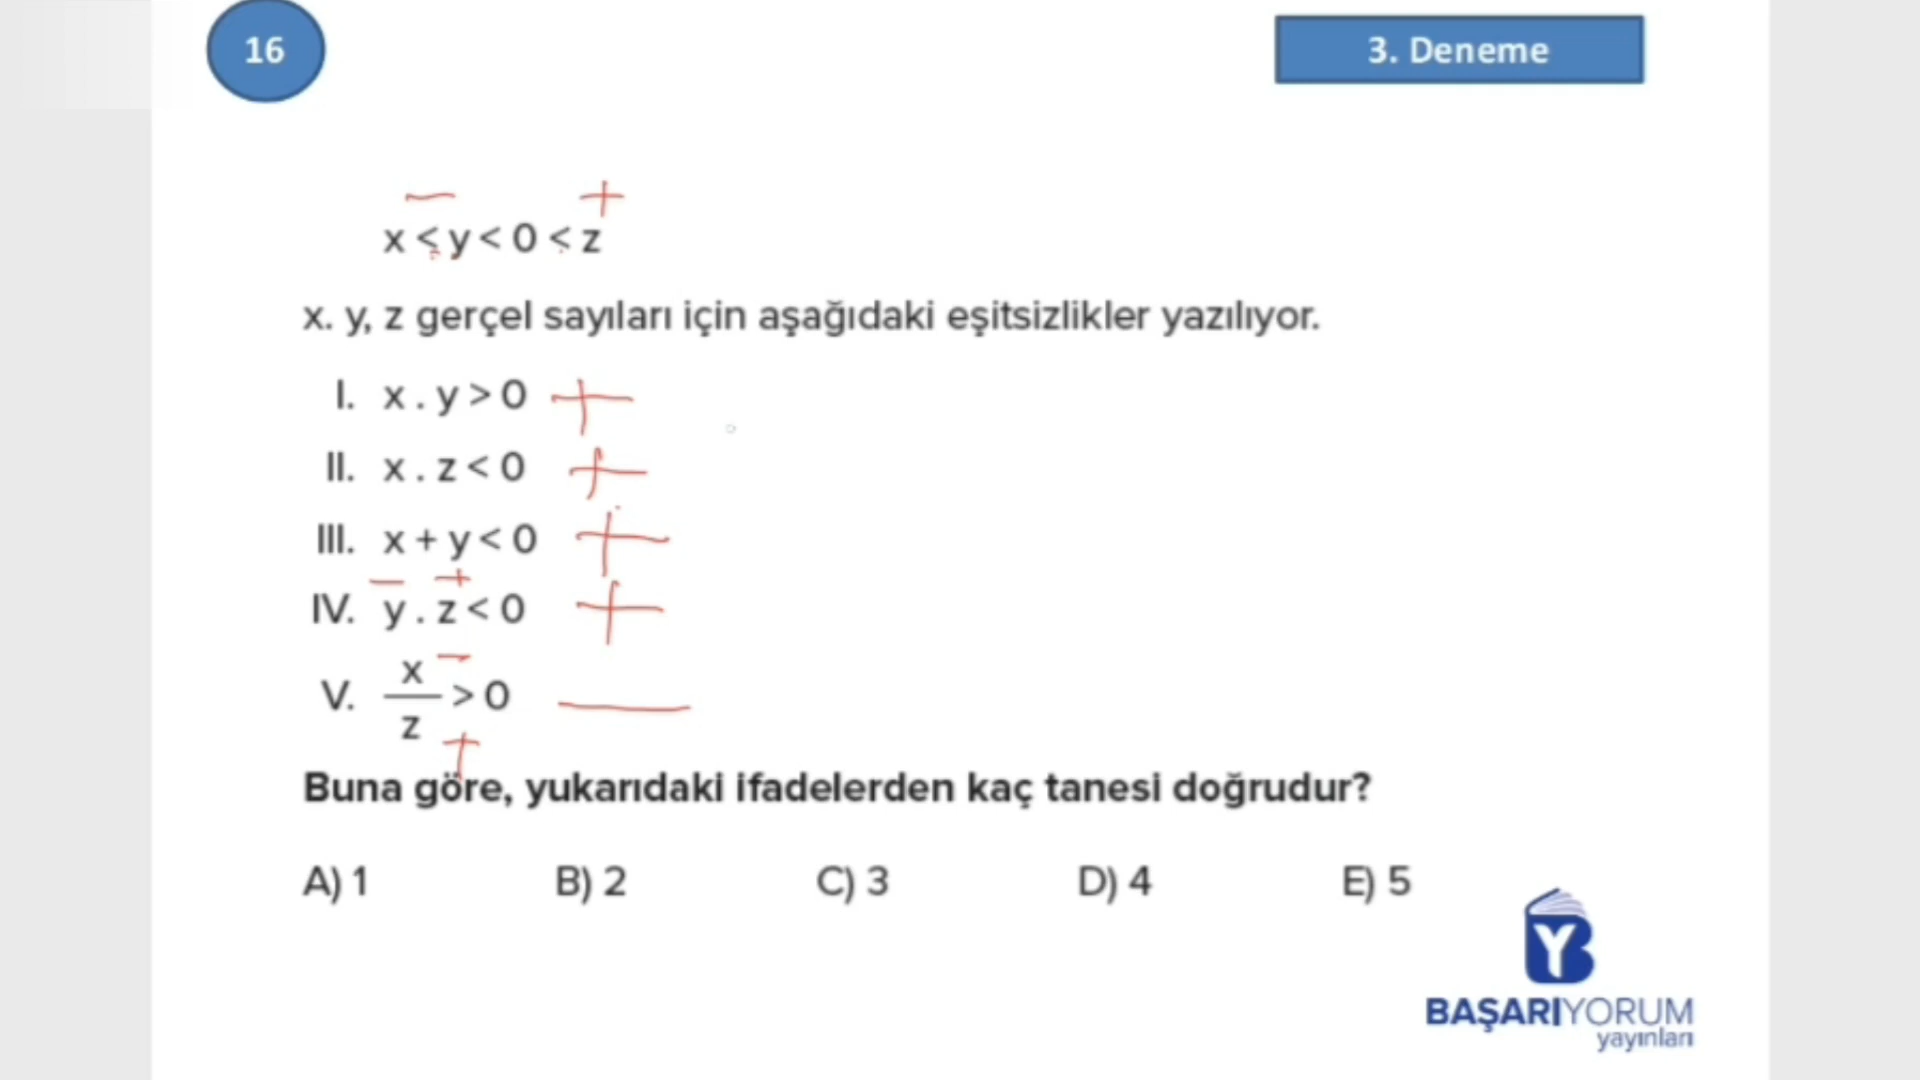 16
3. Deneme
x < y < 0 < z
x. y, z gerçel sayıları için aşağıdaki eşitsizlikler yazılıyor.
I. x . y > 0 +
II. x . z < 0 +
III. x + y < 0 +
IV. y . z < 0 +
V. x/z > 0 —
Buna göre, yukarıdaki ifadelerden kaç tanesi doğrudur?
A) 1 B) 2 C) 3 D) 4 E) 5
BAŞARIYORUM
yayınları